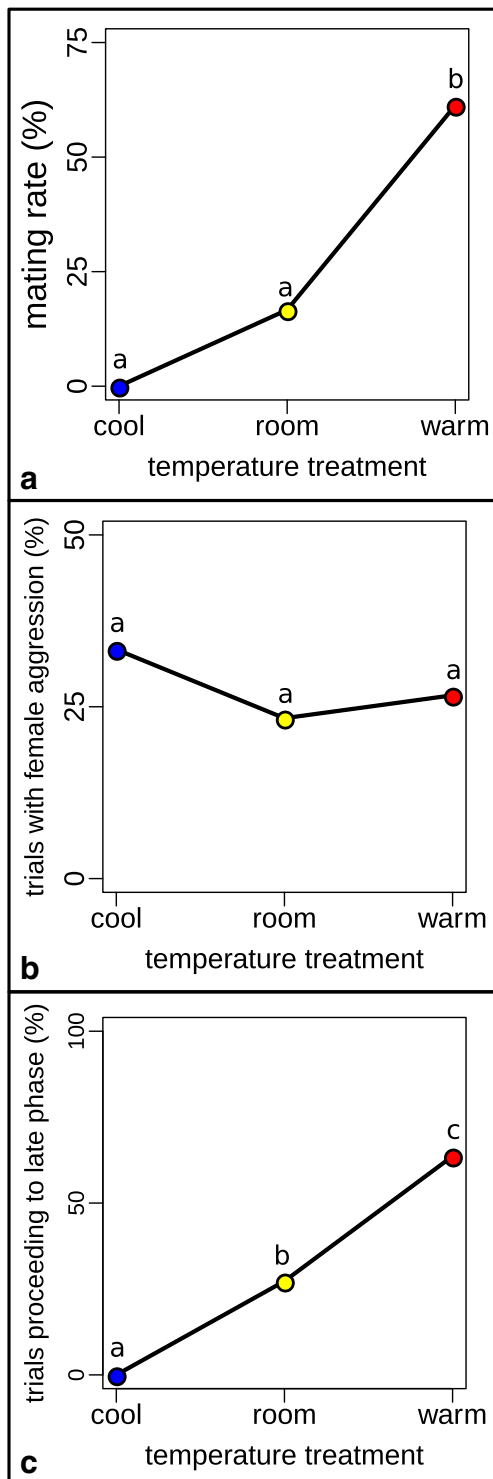 mating rate (%)
75
50
25
0
a
a
b
cool room warm
temperature treatment
a
trials with female aggression (%)
50
25
0
a
a
a
cool room warm
temperature treatment
b
trials proceeding to late phase (%)
100
50
0
a
b
c
cool room warm
temperature treatment
c